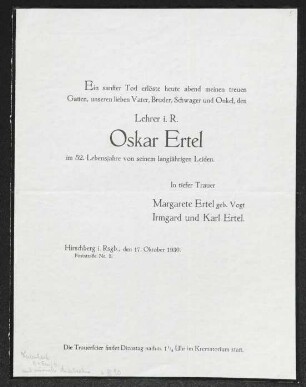 Ein sanfter Tod erlöste heute abend meinen treuen
Gatten, unseren lieben Vater, Bruder, Schwager und Onkel, den
Lehrer i. R.
Oskar Ertel
im 52. Lebensjahre von seinem langjährigen Leiden.
In tiefer Trauer
Margarete Ertel geb. Vogt
Irmgard und Karl Ertel.
Hirschberg i. Rsgb., den 17. Oktober 1930.
Nr.
Die Trauerfeier findet Dienstag nachm. 1¼ Uhr im Krematorium statt.